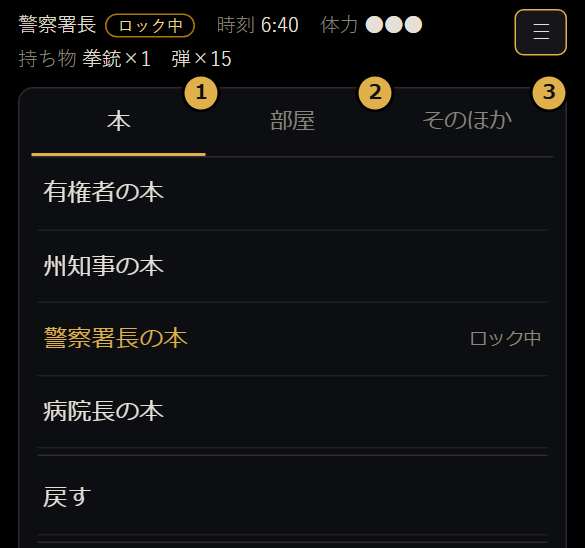 警察署長 ロック中 時刻 6:40 体力 ●●●
持ち物 拳銃×1 弾×15
本 1 部屋 2 そのほか 3
有権者の本
州知事の本
警察署長の本 ロック中
病院長の本
戻す